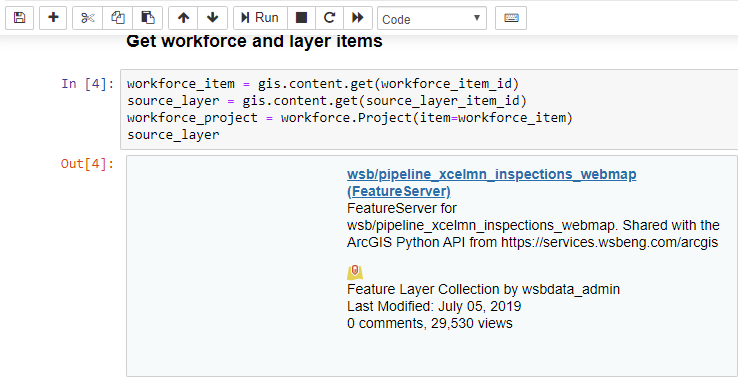 Run
Code
Get workforce and layer items
In [4]:
workforce_item = gis.content.get(workforce_item_id)
source_layer = gis.content.get(source_layer_item_id)
workforce_project = workforce.Project(item=workforce_item)
source_layer
Out[4]:
wsb/pipeline_xcelmn_inspections_webmap
(FeatureServer)
FeatureServer for
wsb/pipeline_xcelmn_inspections_webmap. Shared with the
ArcGIS Python API from https://services.wsbeng.com/arcgis
Feature Layer Collection by wsbdata_admin
Last Modified: July 05, 2019
0 comments, 29,530 views